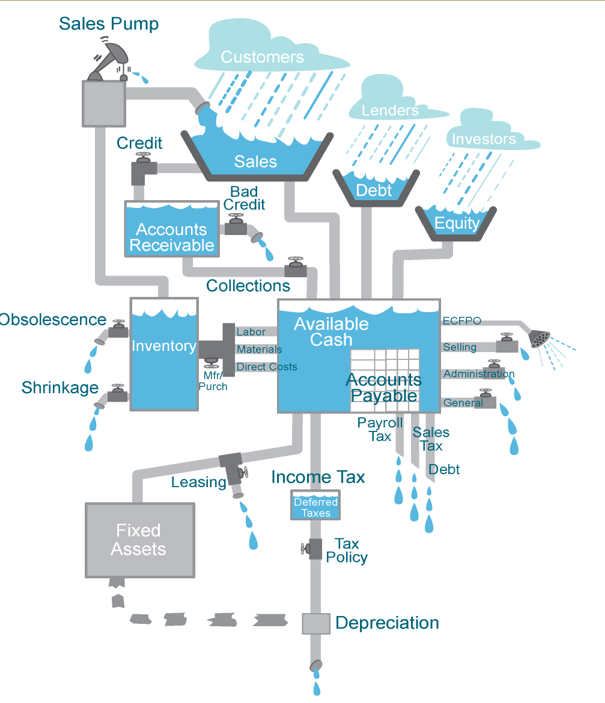 Sales Pump
Customers
Lenders
Investors
Credit
Sales
Debt
Equity
Bad
Credit
Accounts
Receivable
Collections
Obsolescence
Inventory
Shrinkage
Labor
Materials
Direct Costs
Mfr/
Purch
Available
Cash
Accounts
Payable
ECFPO
Selling
Administration
General
Payroll
Tax
Sales
Tax
Debt
Leasing
Income Tax
Deferred
Taxes
Fixed
Assets
Tax
Policy
Depreciation